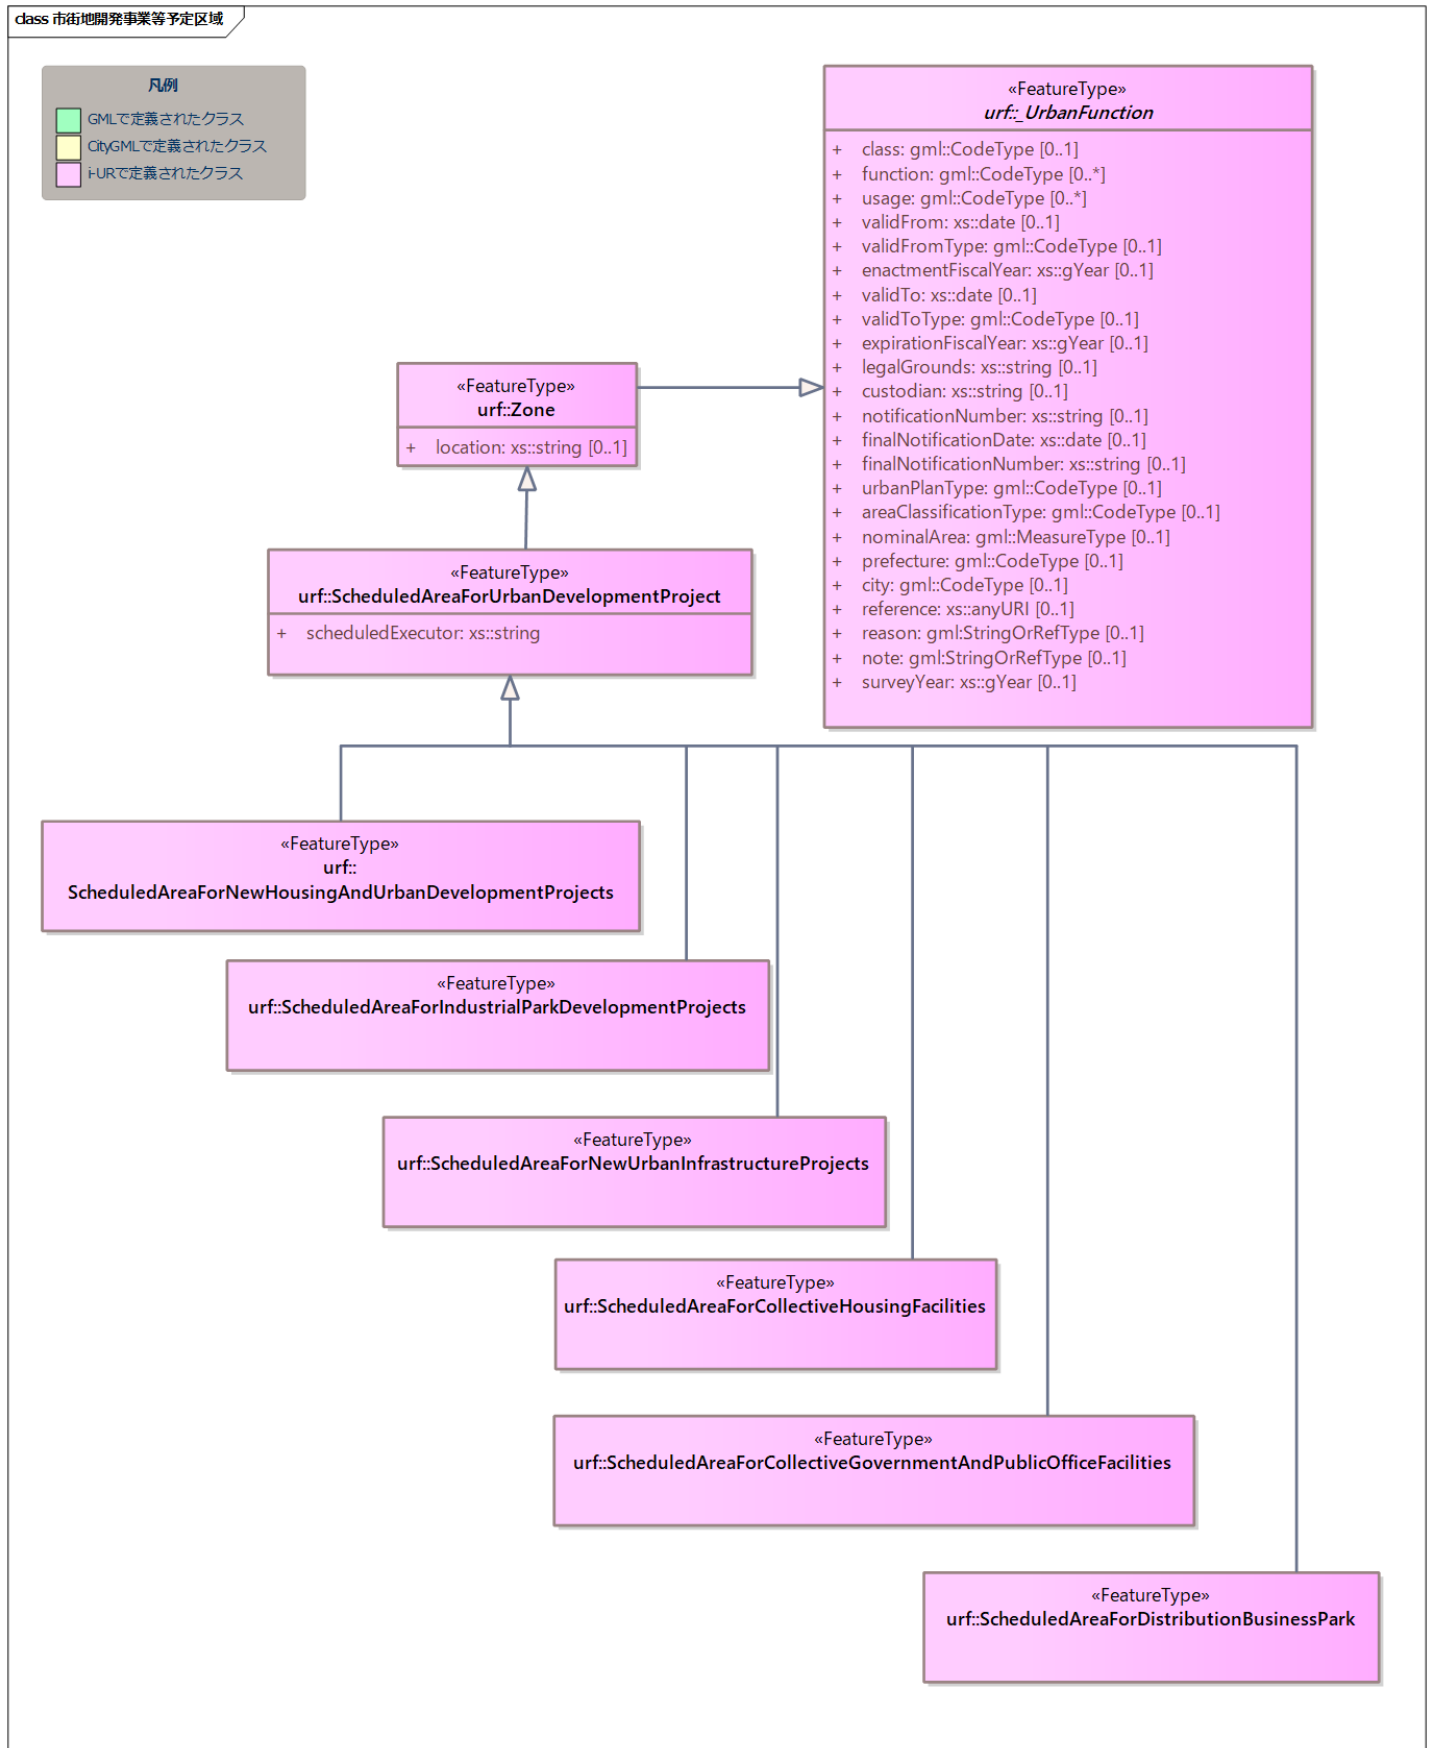 class 市街地開発事業等予定区域
凡例
GMLで定義されたクラス
CityGMLで定義されたクラス
i-URで定義されたクラス
«FeatureType»
urf::_UrbanFunction
+ class: gml::CodeType [0..1]
+ function: gml::CodeType [0..*]
+ usage: gml::CodeType [0..*]
+ validFrom: xs::date [0..1]
+ validFromType: gml::CodeType [0..1]
+ enactmentFiscalYear: xs::gYear [0..1]
+ validTo: xs::date [0..1]
+ validToType: gml::CodeType [0..1]
+ expirationFiscalYear: xs::gYear [0..1]
+ legalGrounds: xs::string [0..1]
+ custodian: xs::string [0..1]
+ notificationNumber: xs::string [0..1]
+ finalNotificationDate: xs::date [0..1]
+ finalNotificationNumber: xs::string [0..1]
+ urbanPlanType: gml::CodeType [0..1]
+ areaClassificationType: gml::CodeType [0..1]
+ nominalArea: gml::MeasureType [0..1]
+ prefecture: gml::CodeType [0..1]
+ city: gml::CodeType [0..1]
+ reference: xs::anyURI [0..1]
+ reason: gml:StringOrRefType [0..1]
+ note: gml:StringOrRefType [0..1]
+ surveyYear: xs::gYear [0..1]
«FeatureType»
urf::Zone
+ location: xs::string [0..1]
«FeatureType»
urf::ScheduledAreaForUrbanDevelopmentProject
+ scheduledExecutor: xs::string
«FeatureType»
urf::
ScheduledAreaForNewHousingAndUrbanDevelopmentProjects
«FeatureType»
urf::ScheduledAreaForIndustrialParkDevelopmentProjects
«FeatureType»
urf::ScheduledAreaForNewUrbanInfrastructureProjects
«FeatureType»
urf::ScheduledAreaForCollectiveHousingFacilities
«FeatureType»
urf::ScheduledAreaForCollectiveGovernmentAndPublicOfficeFacilities
«FeatureType»
urf::ScheduledAreaForDistributionBusinessPark